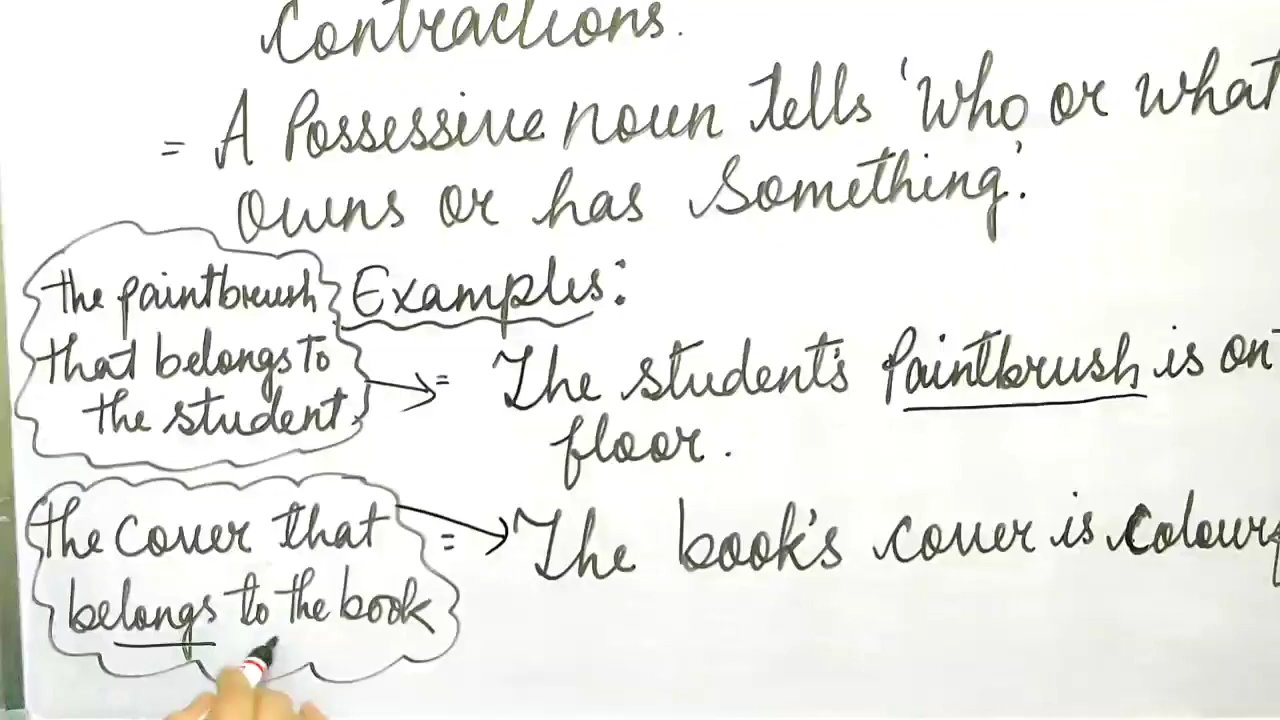 Contractions.
= A Possessive noun tells 'Who or what
owns or has Something.'
Examples:
the paintbrush
that belongs to
the student.
= The student's Paintbrush is on
floor.
the cover that
belongs to the book
= The book's cover is